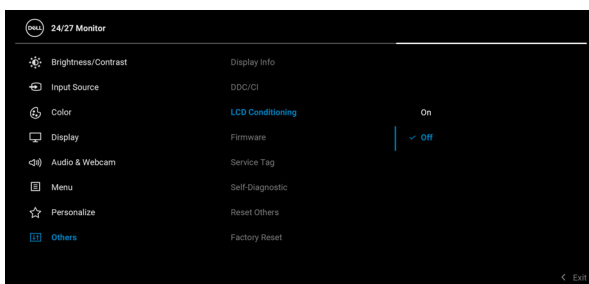 DELL 24/27 Monitor
Brightness/Contrast Display Info
Input Source DDC/CI
Color LCD Conditioning On
Display Firmware Off
Audio & Webcam Service Tag
Menu Self-Diagnostic
Personalize Reset Others
Others Factory Reset
Exit